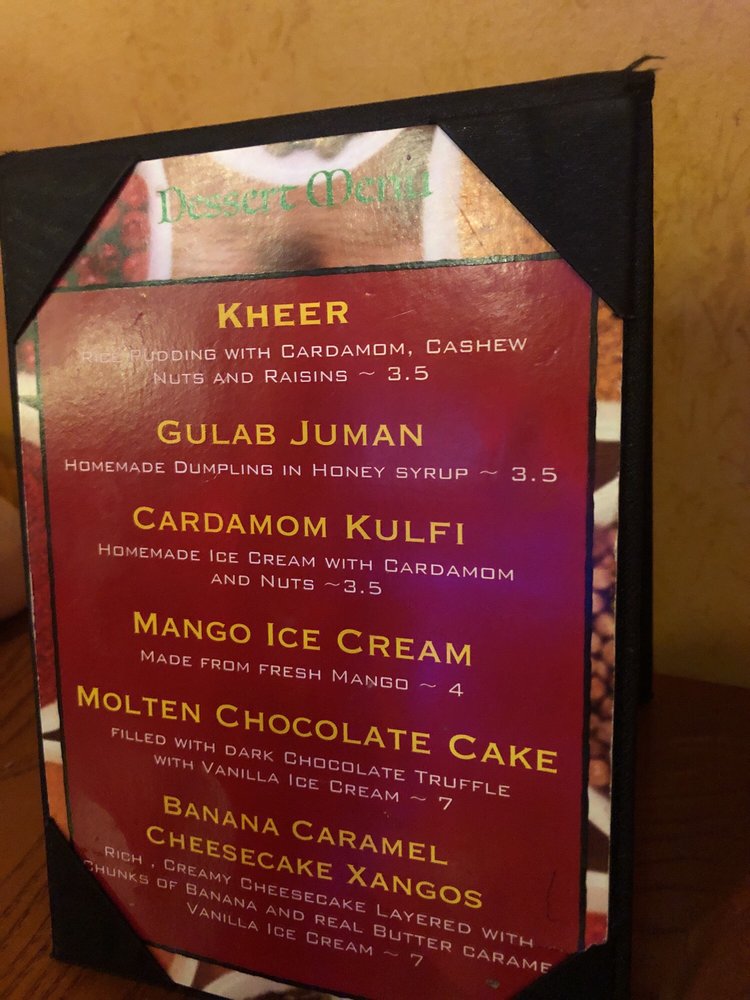 Dessert Menu
KHEER
RICE PUDDING WITH CARDAMOM, CASHEW
NUTS AND RAISINS ~ 3.5
GULAB JUMAN
HOMEMADE DUMPLING IN HONEY SYRUP ~ 3.5
CARDAMOM KULFI
HOMEMADE ICE CREAM WITH CARDAMOM
AND NUTS ~3.5
MANGO ICE CREAM
MADE FROM FRESH MANGO ~ 4
MOLTEN CHOCOLATE CAKE
FILLED WITH DARK CHOCOLATE TRUFFLE
WITH VANILLA ICE CREAM ~ 7
BANANA CARAMEL
CHEESECAKE XANGOS
RICH , CREAMY CHEESECAKE LAYERED WITH
CHUNKS OF BANANA AND REAL BUTTER CARAME
VANILLA ICE CREAM ~ 7